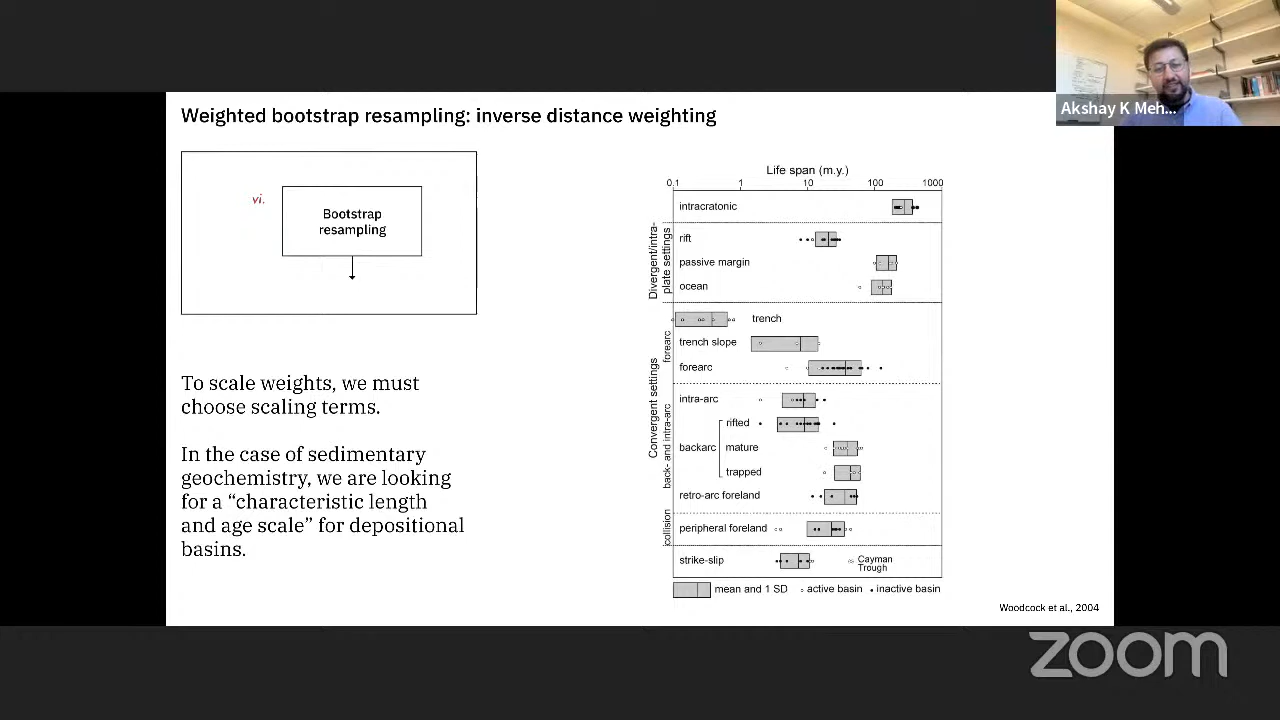 Akshay K Meh...
Weighted bootstrap resampling: inverse distance weighting
vi.
Bootstrap
resampling
To scale weights, we must
choose scaling terms.
In the case of sedimentary
geochemistry, we are looking
for a “characteristic length
and age scale” for depositional
basins.
Life span (m.y.)
0.1 1 10 100 1000
intracratonic
Divergent/intra-
plate settings
rift
passive margin
ocean
Convergent settings
forearc
trench
trench slope
forearc
back- and intra-arc
intra-arc
backarc
rifted
mature
trapped
retro-arc foreland
collision
peripheral foreland
strike-slip
Cayman
Trough
mean and 1 SD active basin inactive basin
Woodcock et al., 2004
zoom